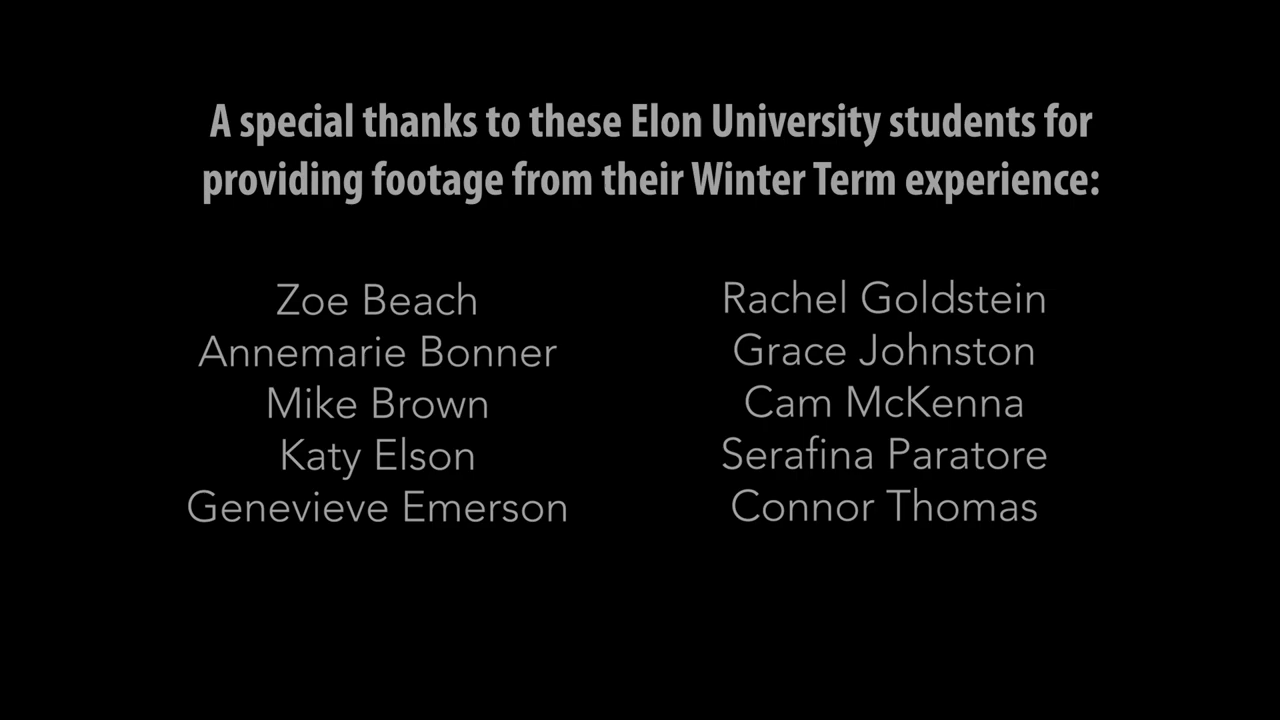 A special thanks to these Elon University students for
providing footage from their Winter Term experience:
Zoe Beach
Annemarie Bonner
Mike Brown
Katy Elson
Genevieve Emerson
Rachel Goldstein
Grace Johnston
Cam McKenna
Serafina Paratore
Connor Thomas